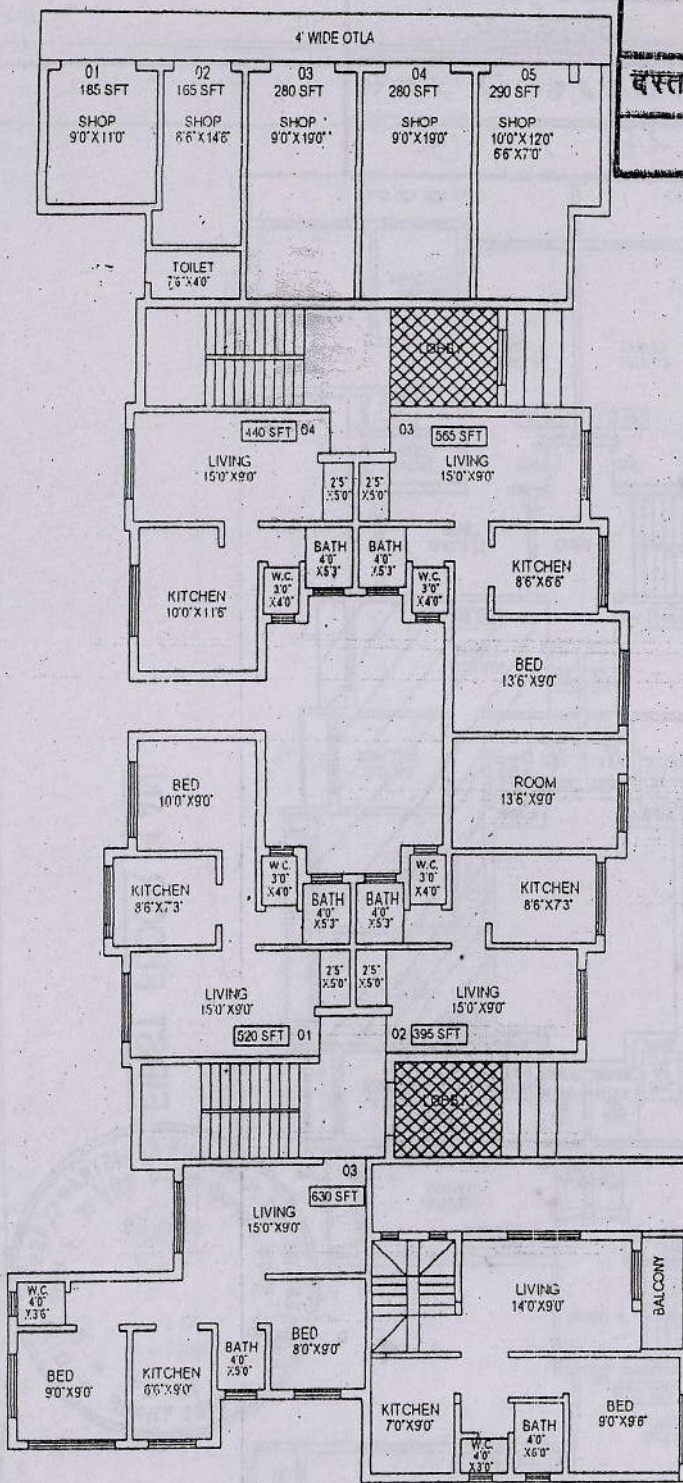 4' WIDE OTLA
01
185 SFT
SHOP
9'0"X11'0"
02
165 SFT
SHOP
6'6"X14'6"
03
280 SFT
SHOP
9'0"X19'0"
04
280 SFT
SHOP
9'0"X19'0"
05
290 SFT
SHOP
10'0"X12'0"
6'6"X7'0"
TOILET
7'6"X4'0"
LOBBY
440 SFT 04
LIVING
15'0"X9'0"
03 565 SFT
LIVING
15'0"X9'0"
2'5"
X5'0"
2'5"
X5'0"
BATH
4'0"
X5'3"
BATH
4'0"
X5'3"
W.C.
3'0"
X4'0"
W.C.
3'0"
X4'0"
KITCHEN
10'0"X11'6"
KITCHEN
8'6"X6'6"
BED
13'6"X9'0"
BED
10'0"X9'0"
ROOM
13'6"X9'0"
W.C.
3'0"
X4'0"
W.C.
3'0"
X4'0"
KITCHEN
8'6"X7'3"
BATH
4'0"
X5'3"
BATH
4'0"
X5'3"
KITCHEN
8'6"X7'3"
2'5"
X5'0"
2'5"
X5'0"
LIVING
15'0"X9'0"
520 SFT 01
LIVING
15'0"X9'0"
02 395 SFT
LOBBY
03
630 SFT
LIVING
15'0"X9'0"
W.C.
4'0"
X3'6"
BED
9'0"X9'0"
KITCHEN
6'6"X9'0"
BATH
4'0"
X5'0"
BED
8'0"X9'0"
LIVING
14'0"X9'0"
BALCONY
KITCHEN
7'0"X9'0"
W.C.
4'0"
X3'0"
BATH
4'0"
X6'0"
BED
9'0"X9'6"